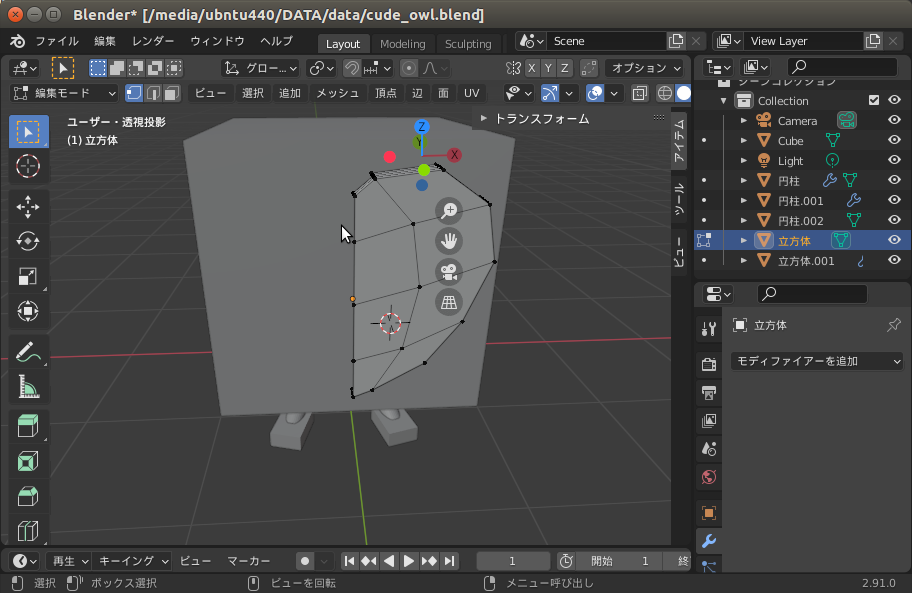 Blender* [/media/ubntu440/DATA/data/cude_owl.blend]
ファイル 編集 レンダー ウィンドウ ヘルプ Layout Modeling Sculpting Scene View Layer
グロー... X Y Z オプション
編集モード ビュー 選択 追加 メッシュ 頂点 辺 面 UV
ユーザー・透視投影
(1) 立方体
トランスフォーム
Z
Y
X
アイテム
ツール
ビュー
シーンコレクション
Collection
Camera
Cube
Light
円柱
円柱.001
円柱.002
立方体
立方体.001
立方体
モディファイアーを追加
再生 キーイング ビュー マーカー 1 開始 1 終
選択 ボックス選択 ビューを回転 メニュー呼び出し 2.91.0